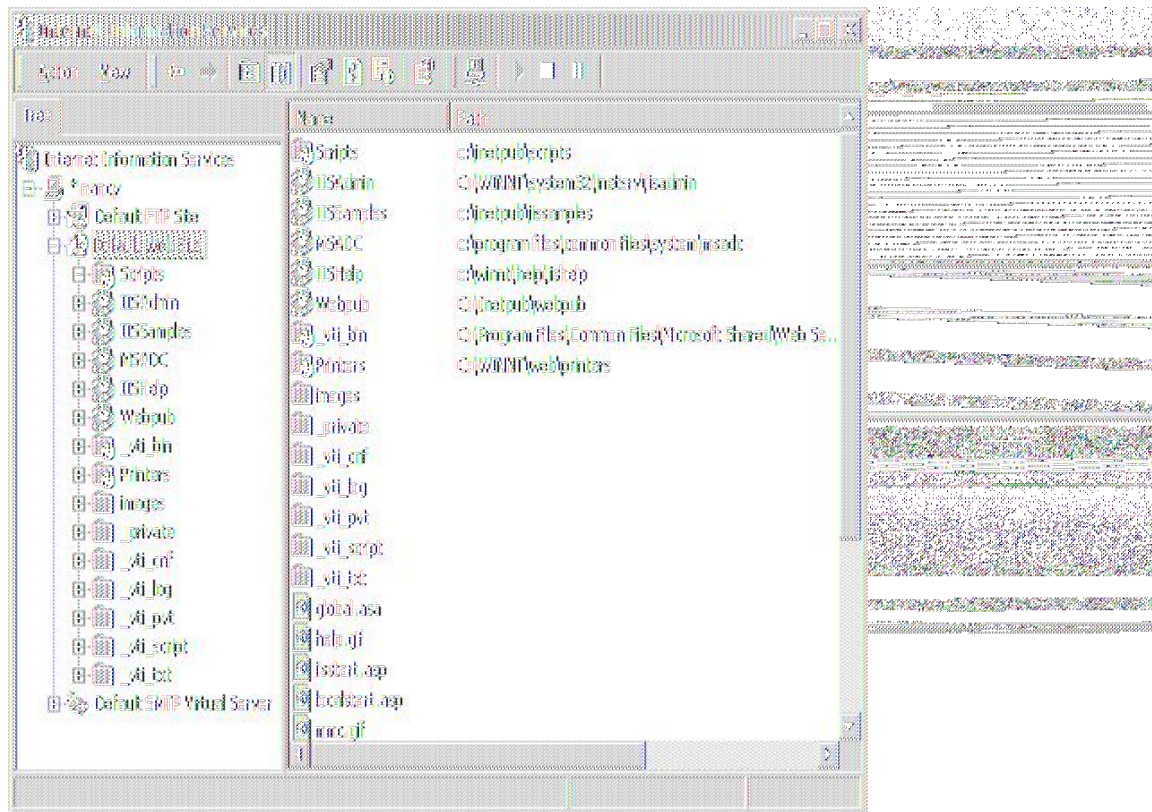 Internet Information Services
Action View
Tree
Internet Information Services
* nancy
Default FTP Site
Default Web Site
Scripts
IISAdmin
IISSamples
MSADC
IISHelp
Webpub
_vti_bin
Printers
images
_private
_vti_cnf
_vti_log
_vti_pvt
_vti_script
_vti_txt
Default SMTP Virtual Server
Name Path
Scripts c:\inetpub\scripts
IISAdmin C:\WINNT\system32\inetsrv\iisadmin
IISSamples c:\inetpub\iissamples
MSADC c:\program files\common files\system\msadc
IISHelp c:\winnt\help\iishelp
Webpub C:\inetpub\webpub
_vti_bin C:\Program Files\Common Files\Microsoft Shared\Web Se...
Printers C:\WINNT\web\printers
images
_private
_vti_cnf
_vti_log
_vti_pvt
_vti_script
_vti_txt
global.asa
help.gif
iisstart.asp
localstart.asp
mmc.gif